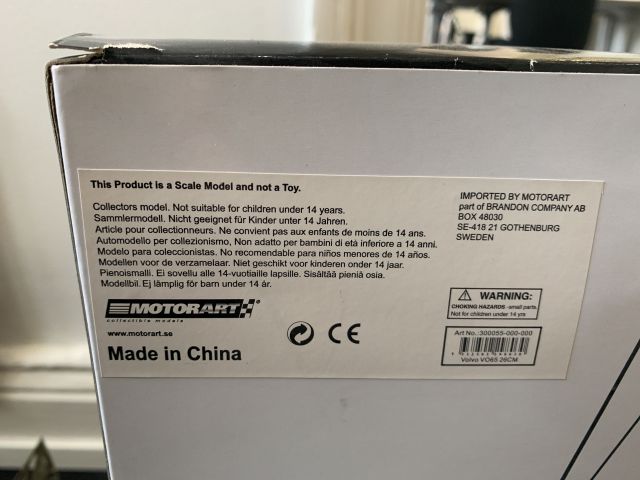 This Product is a Scale Model and not a Toy.
Collectors model. Not suitable for children under 14 years.
Sammlermodell. Nicht geeignet für Kinder unter 14 Jahren.
Article pour collectionneurs. Ne convient pas aux enfants de moins de 14 ans.
Automodello per collezionismo, Non adatto per bambini di età inferiore a 14 anni.
Modelo para coleccionistas. No recomendable para niños menores de 14 años.
Modellen voor de verzamelaar. Niet geschikt voor kinderen onder 14 jaar.
Pienoismalli. Ei sovellu alle 14-vuotiaille lapsille. Sisältää pieniä osia.
Modellbil. Ej lämplig för barn under 14 år.
MOTORART
collectible models
www.motorart.se
Made in China
CE
IMPORTED BY MOTORART
part of BRANDON COMPANY AB
BOX 48030
SE-418 21 GOTHENBURG
SWEDEN
WARNING:
CHOKING HAZARDS -small parts.
Not for children under 14 yrs
Art No.:300055-000-000
Volvo VO65 26CM